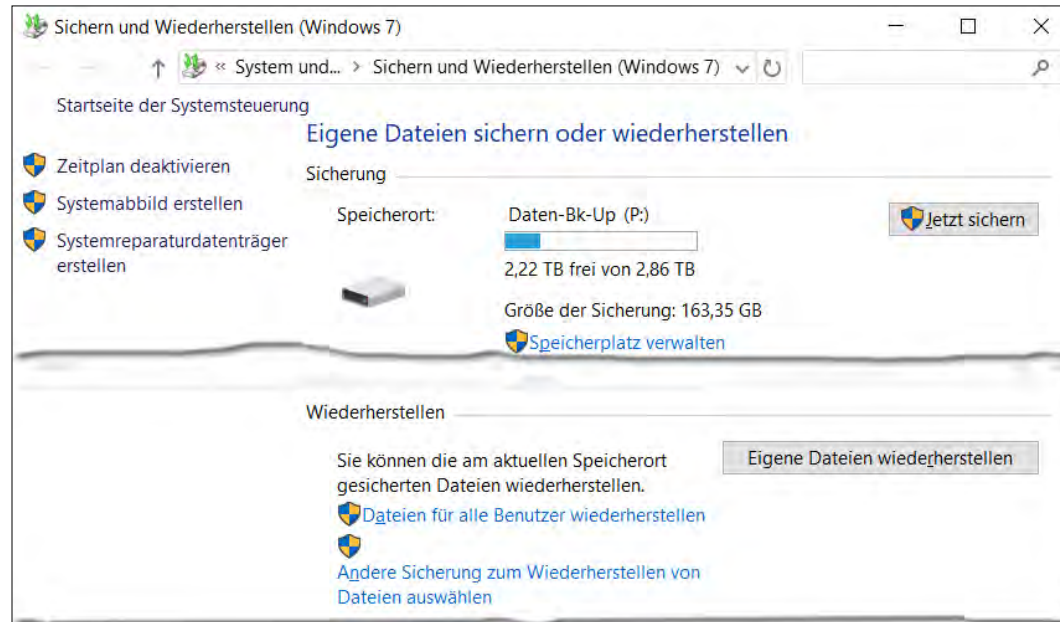 Sichern und Wiederherstellen (Windows 7)
« System und... > Sichern und Wiederherstellen (Windows 7)
Startseite der Systemsteuerung
Eigene Dateien sichern oder wiederherstellen
Zeitplan deaktivieren
Sicherung
Systemabbild erstellen
Speicherort:
Daten-Bk-Up (P:)
Jetzt sichern
Systemreparaturdatenträger
erstellen
2,22 TB frei von 2,86 TB
Größe der Sicherung: 163,35 GB
Speicherplatz verwalten
Wiederherstellen
Sie können die am aktuellen Speicherort
gesicherten Dateien wiederherstellen.
Eigene Dateien wiederherstellen
Dateien für alle Benutzer wiederherstellen
Andere Sicherung zum Wiederherstellen von
Dateien auswählen